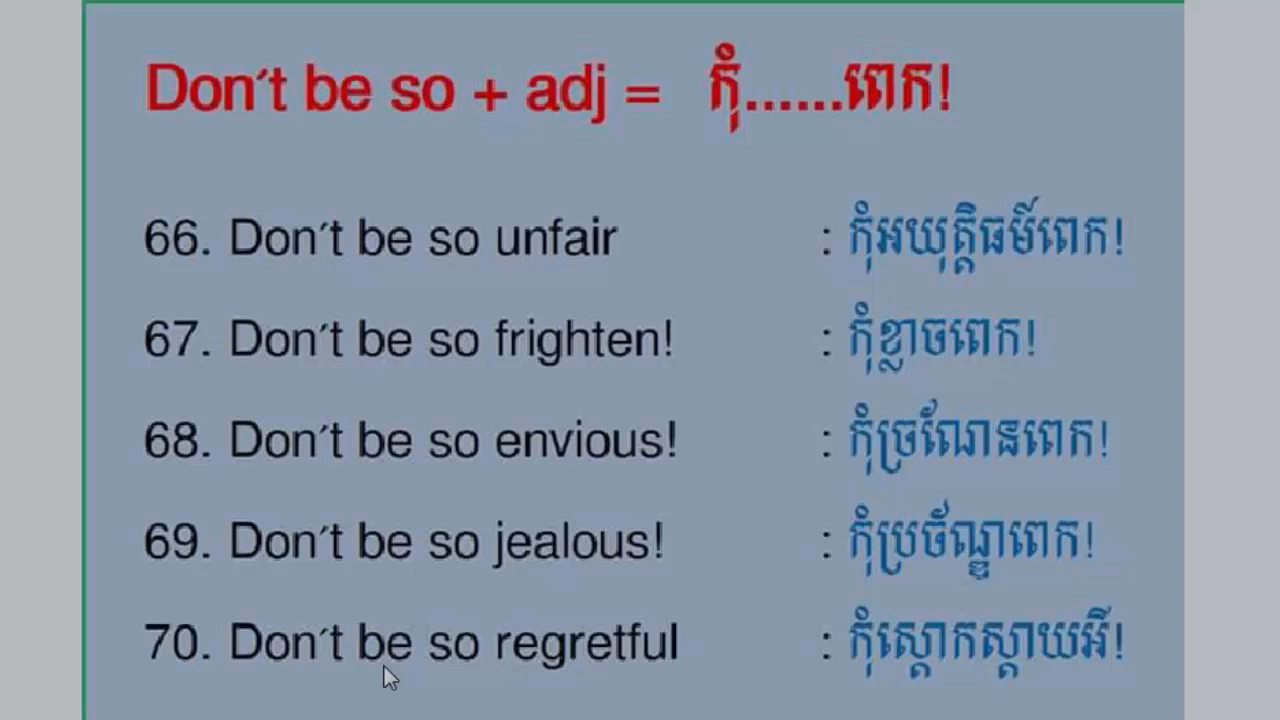 Don´t be so + adj = កុំ......ពេក!
66. Don´t be so unfair : កុំអយុត្តិធម៌ពេក!
67. Don´t be so frighten! : កុំខ្លាចពេក!
68. Don´t be so envious! : កុំច្រណែនពេក!
69. Don´t be so jealous! : កុំប្រច័ណ្ឌពេក!
70. Don´t be so regretful : កុំស្តោកស្តាយអី!